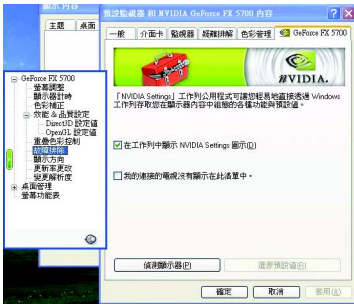 顯示 內容
主題
桌面
預設監視器 和 NVIDIA GeForce FX 5700 內容
一般
介面卡
監視器
疑難排解
色彩管理
GeForce FX 5700
NVIDIA.
GeForce FX 5700
螢幕調整
顯示器計時
色彩補正
效能 & 品質設定
Direct3D 設定值
OpenGL 設定值
重疊色彩控制
故障排除
顯示方向
更新率更改
變更解析度
桌面管理
螢幕功能表
「NVIDIA Settings」工作列公用程式可讓您輕易地直接透過 Windows
工作列存取您在顯示器內容中組態的各種功能與預設值。
在工作列中顯示 NVIDIA Settings 圖示(D)
我的連接的電視沒有顯示在此清單中。
偵測顯示器(P)
還原預設值(R)
確定
取消
套用(A)